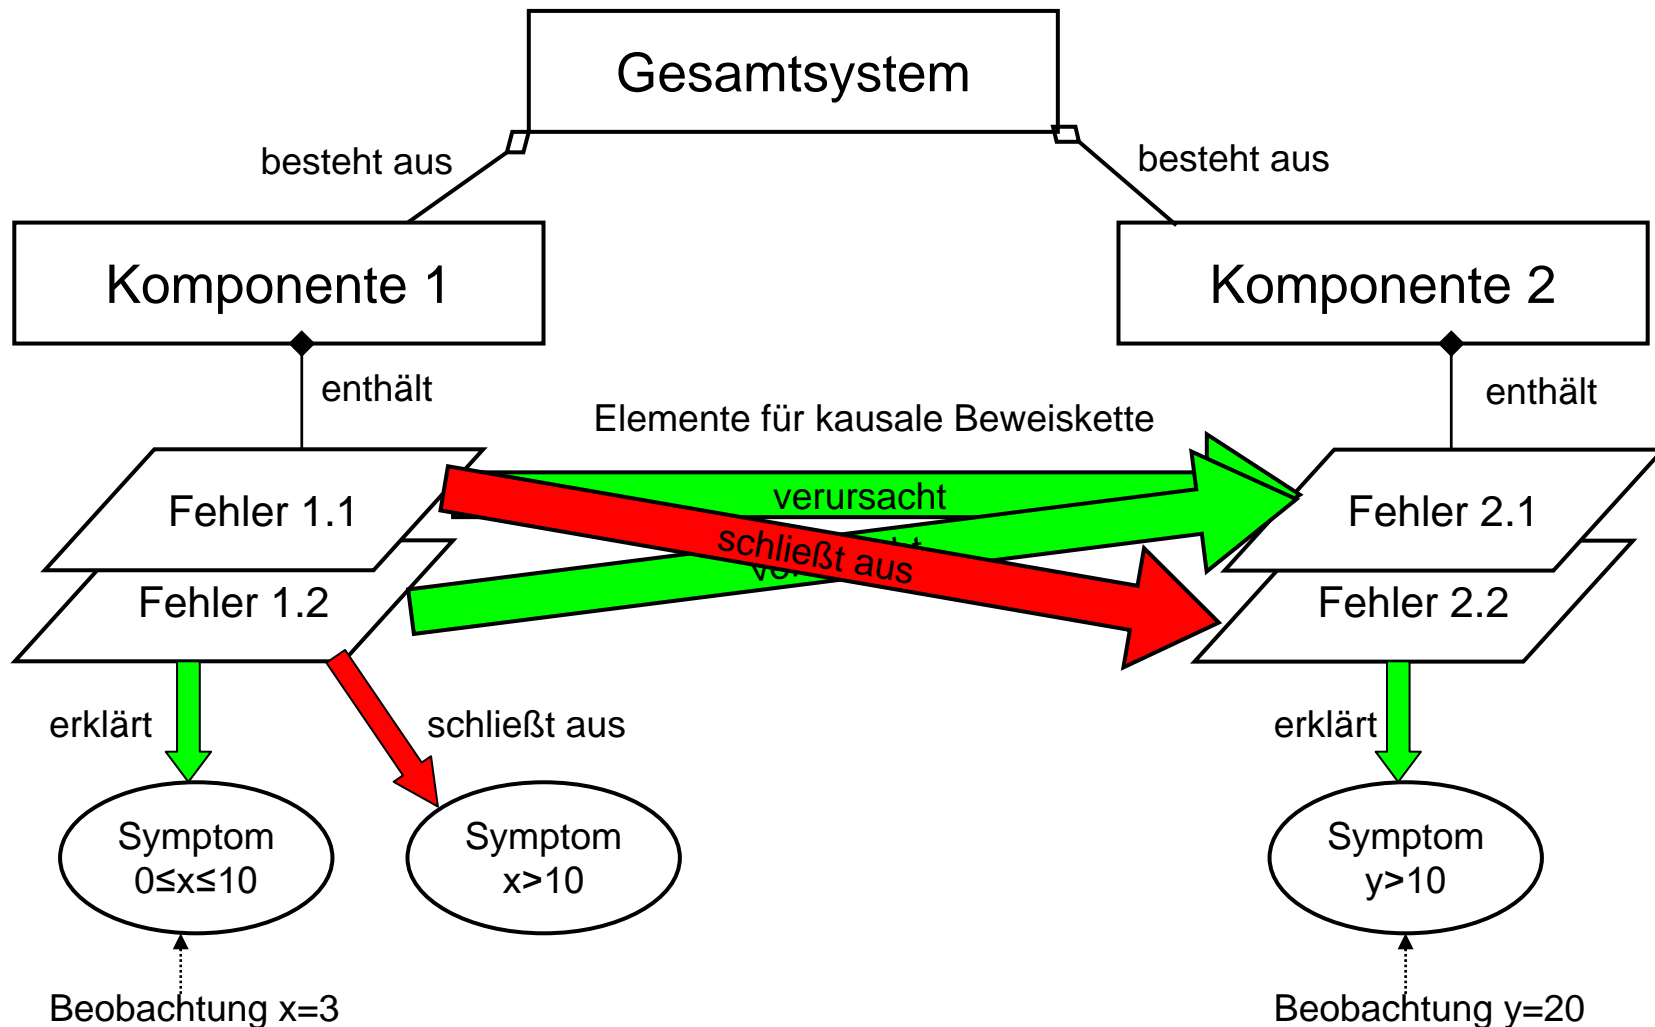 Gesamtsystem
besteht aus
besteht aus
Komponente 1
Komponente 2
enthält
enthält
Elemente für kausale Beweiskette
verursacht
schließt aus
Fehler 1.1
Fehler 2.1
Fehler 1.2
Fehler 2.2
erklärt
schließt aus
erklärt
Symptom
0≤x≤10
Symptom
x>10
Symptom
y>10
Beobachtung x=3
Beobachtung y=20